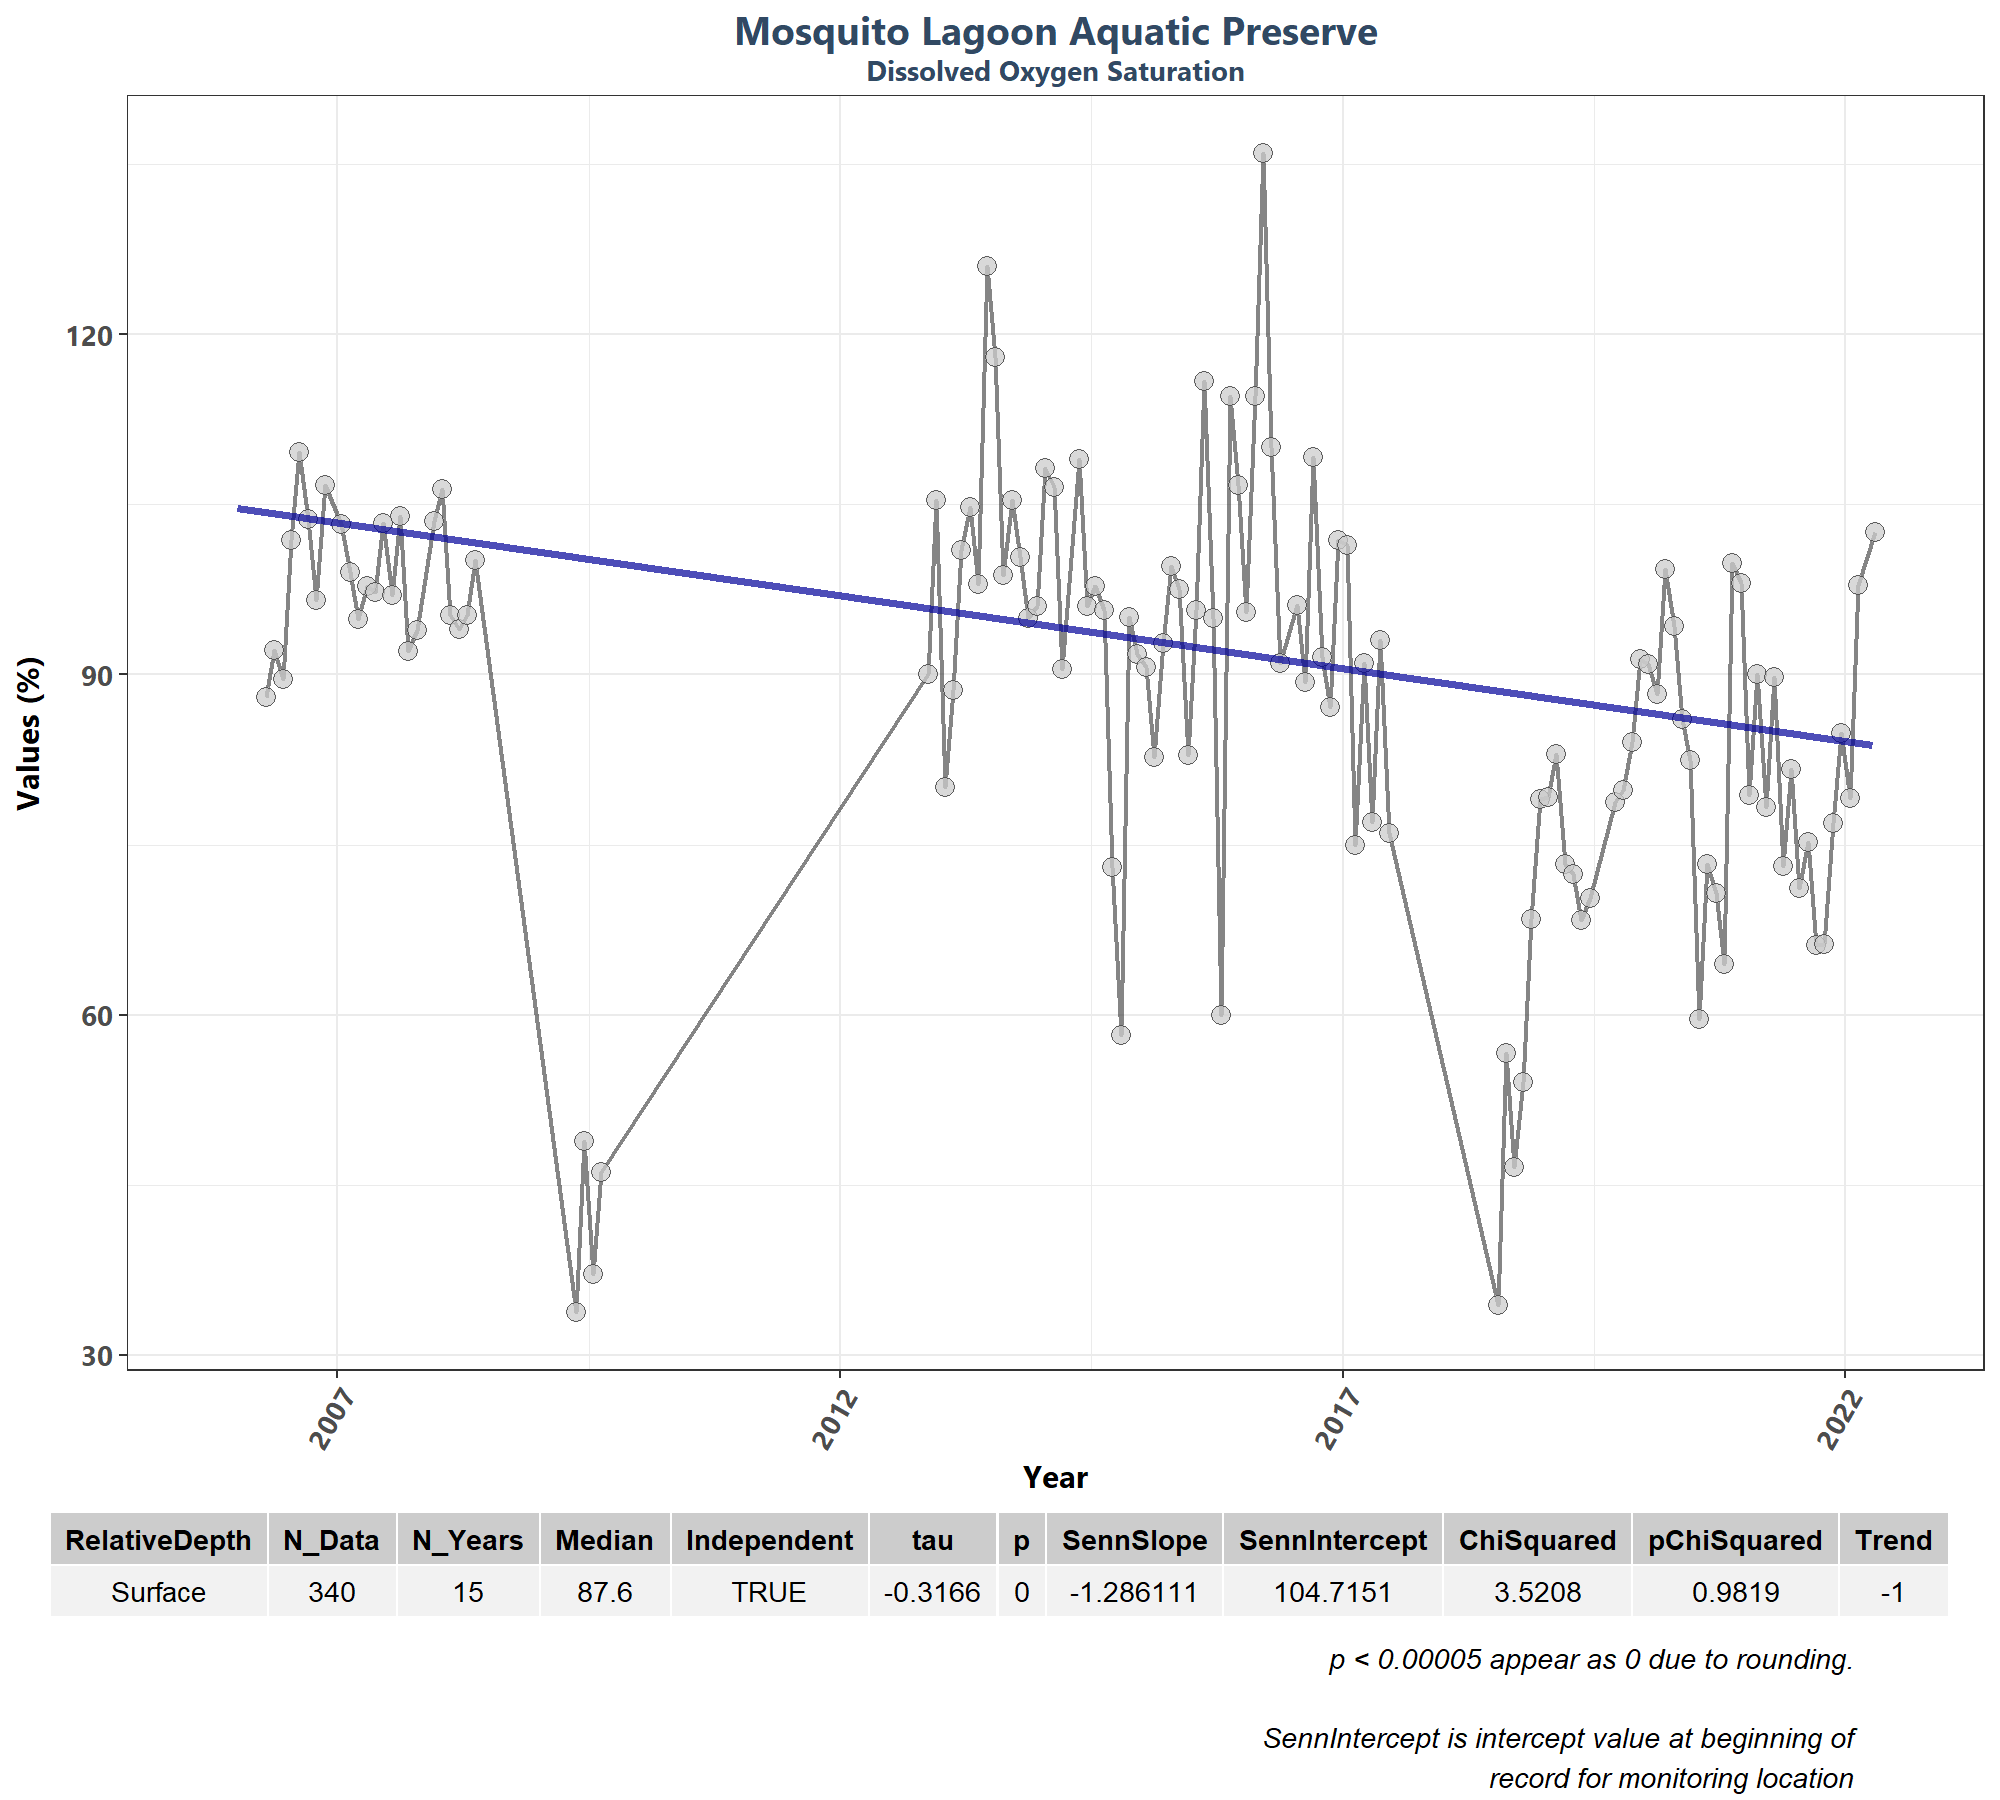 Mosquito Lagoon Aquatic Preserve
Dissolved Oxygen Saturation
120
90
60
30
Values (%)
2007 2012 2017 2022
Year
RelativeDepth N_Data N_Years Median Independent tau p SennSlope SennIntercept ChiSquared pChiSquared Trend
Surface 340 15 87.6 TRUE -0.3166 0 -1.286111 104.7151 3.5208 0.9819 -1
p < 0.00005 appear as 0 due to rounding.
SennIntercept is intercept value at beginning of
record for monitoring location